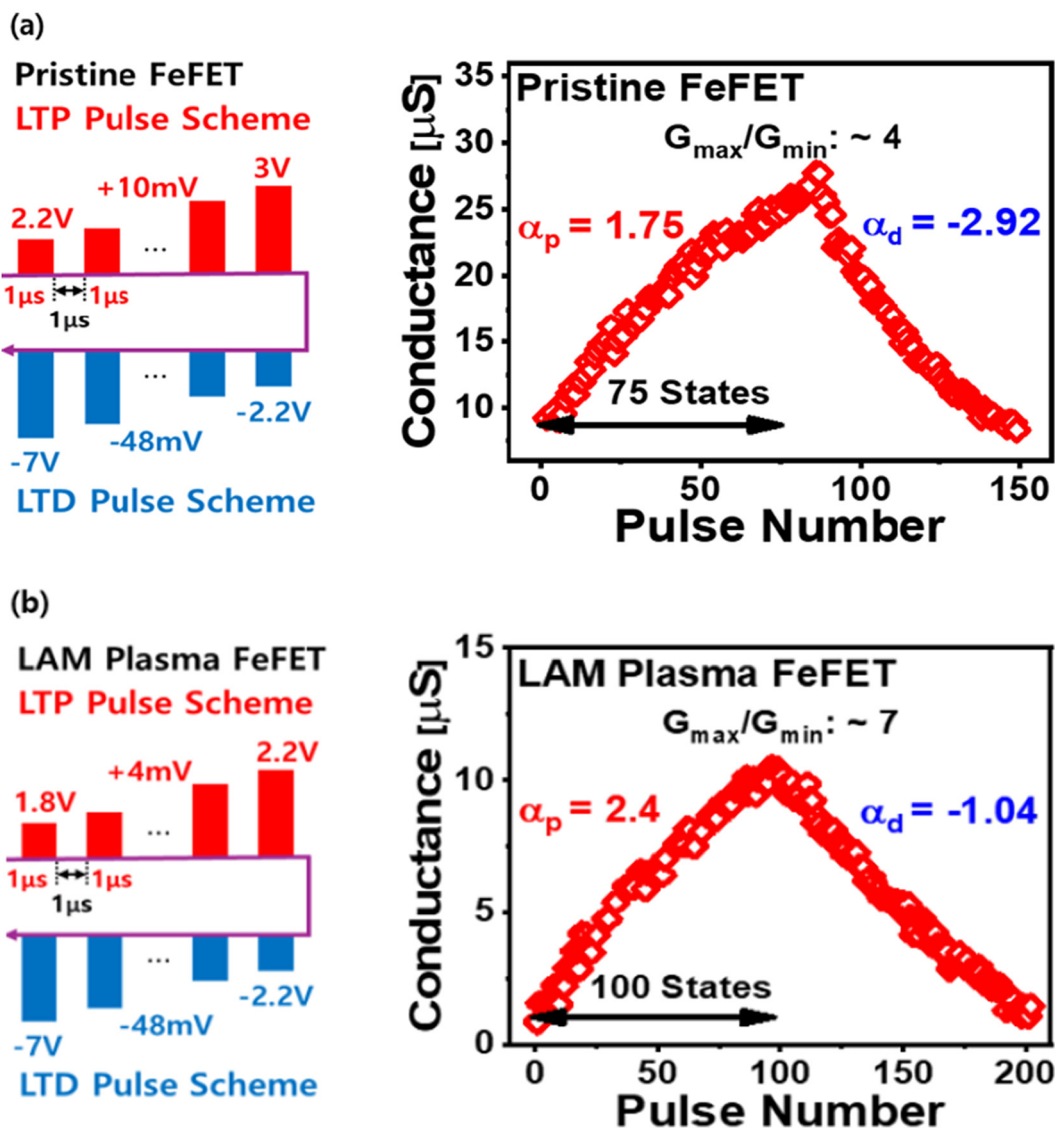 (a)
Pristine FeFET
LTP Pulse Scheme
2.2V
+10mV
3V
...
1μs
1μs
1μs
...
-7V
-48mV
-2.2V
LTD Pulse Scheme
Pristine FeFET
Gmax/Gmin: ~ 4
αp = 1.75
αd = -2.92
75 States
Conductance [μS]
35
30
25
20
15
10
0
50
100
150
Pulse Number
(b)
LAM Plasma FeFET
LTP Pulse Scheme
1.8V
+4mV
2.2V
...
1μs
1μs
1μs
...
-7V
-48mV
-2.2V
LTD Pulse Scheme
LAM Plasma FeFET
Gmax/Gmin: ~ 7
αp = 2.4
αd = -1.04
100 States
Conductance [μS]
15
10
5
0
0
50
100
150
200
Pulse Number